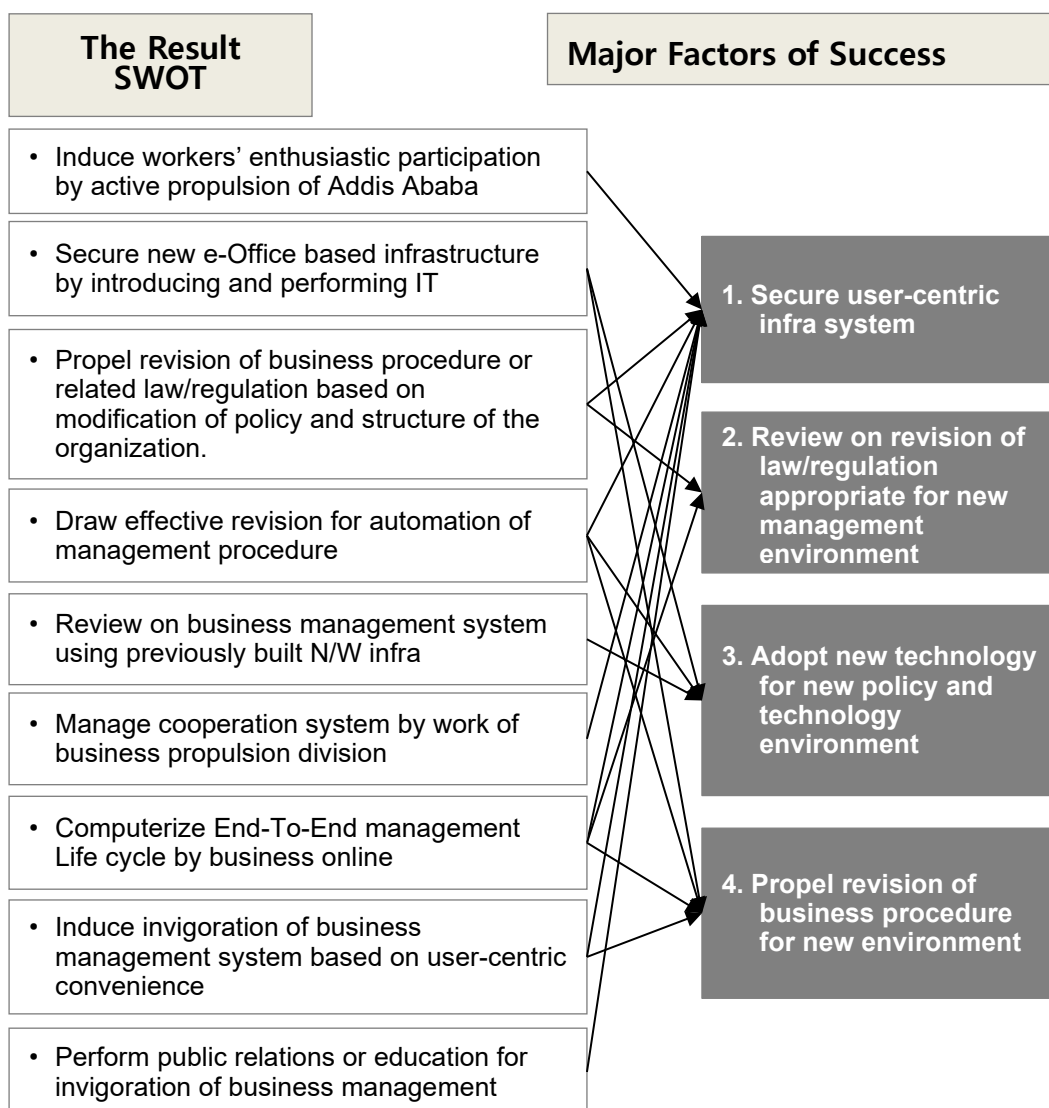 The Result
SWOT
Major Factors of Success
• Induce workers’ enthusiastic participation
by active propulsion of Addis Ababa
• Secure new e-Office based infrastructure
by introducing and performing IT
• Propel revision of business procedure or
related law/regulation based on
modification of policy and structure of the
organization.
• Draw effective revision for automation of
management procedure
• Review on business management system
using previously built N/W infra
• Manage cooperation system by work of
business propulsion division
• Computerize End-To-End management
Life cycle by business online
• Induce invigoration of business
management system based on user-centric
convenience
• Perform public relations or education for
invigoration of business management
1. Secure user-centric
infra system
2. Review on revision of
law/regulation
appropriate for new
management
environment
3. Adopt new technology
for new policy and
technology
environment
4. Propel revision of
business procedure
for new environment